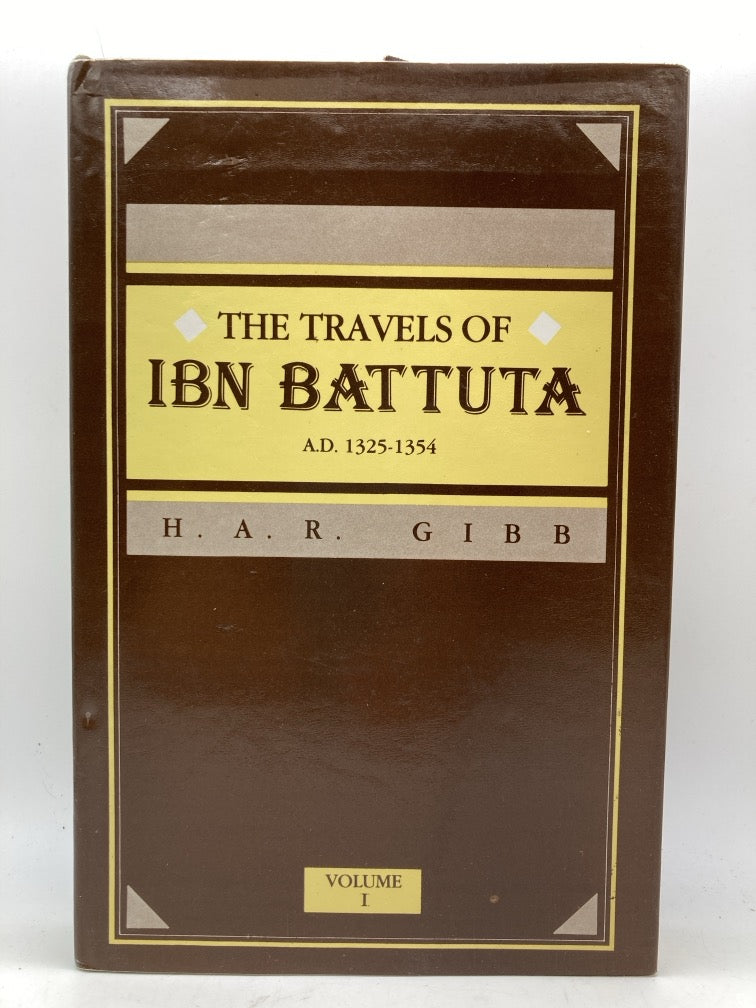 THE TRAVELS OF
IBN BATTUTA
A.D. 1325-1354
H. A. R. GIBB
VOLUME
I